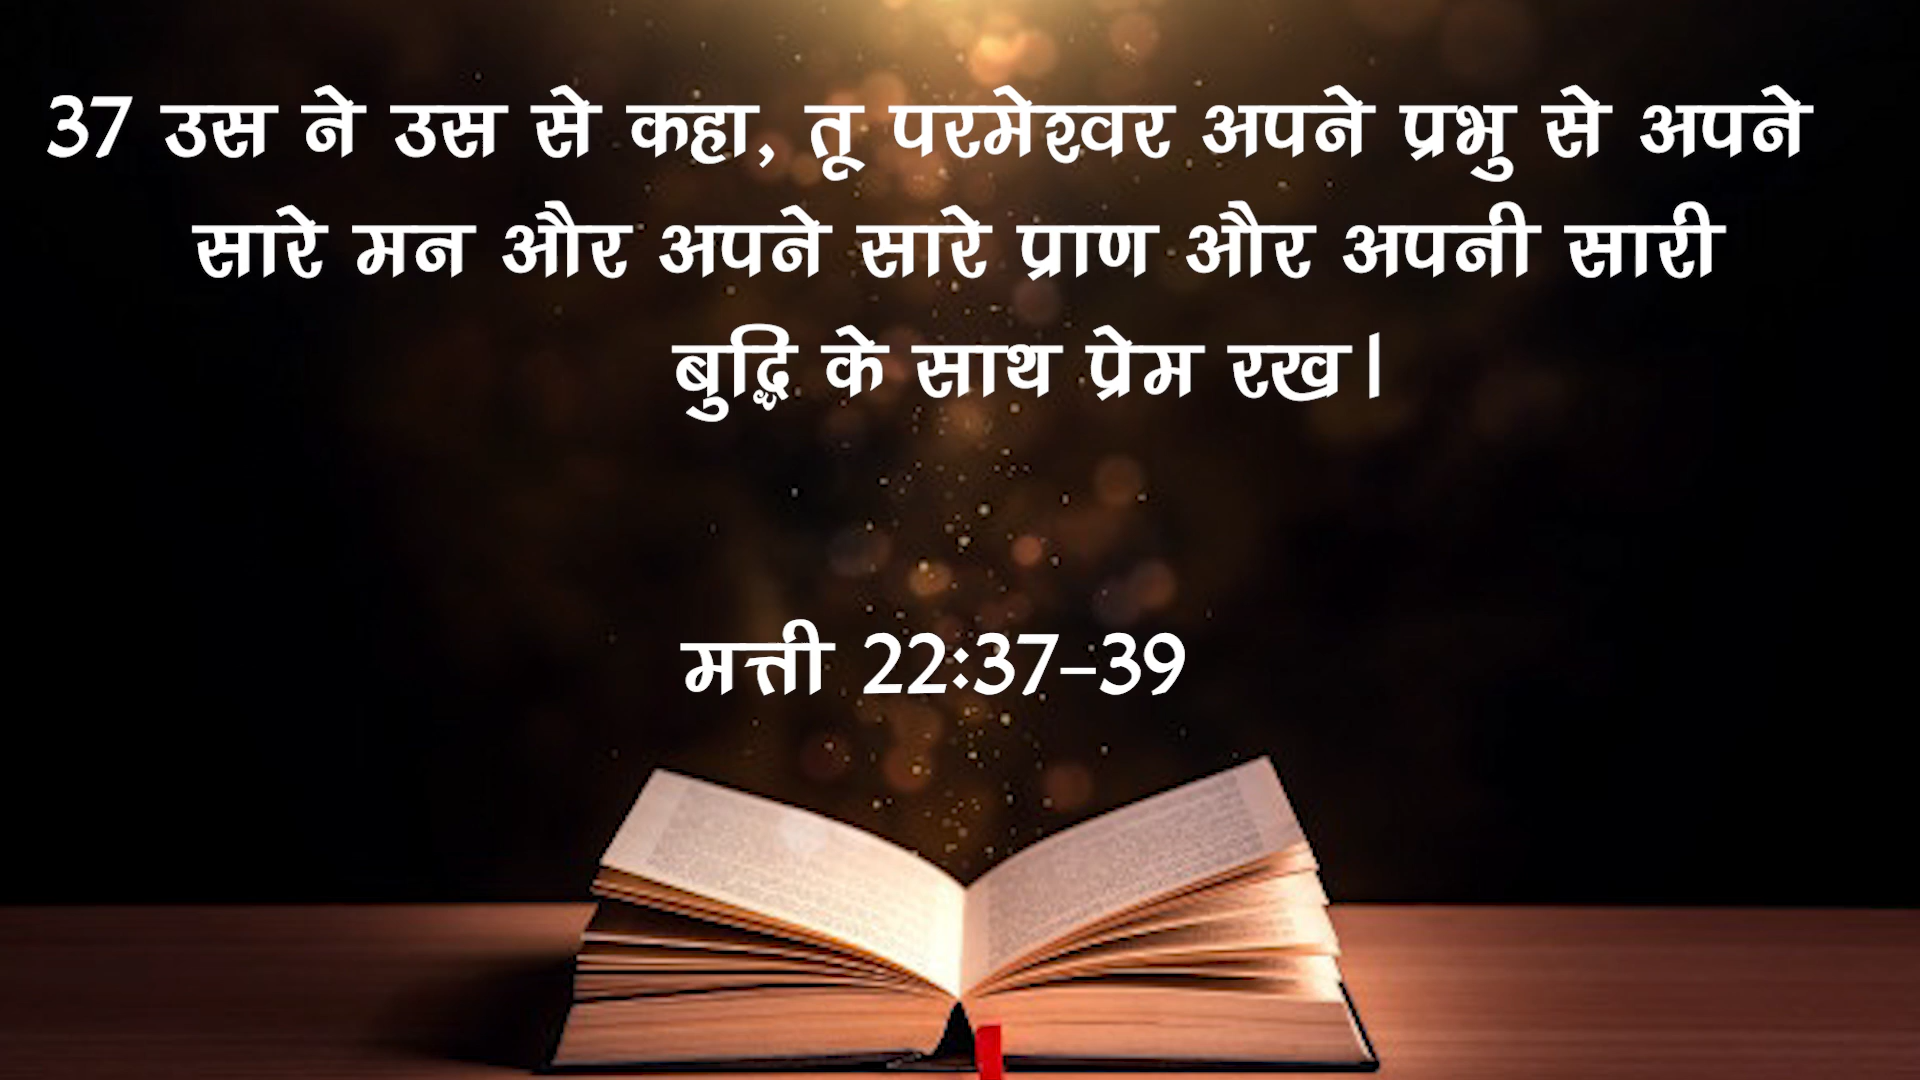 37 उस ने उस से कहा, तू परमेश्वर अपने प्रभु से अपने
सारे मन और अपने सारे प्राण और अपनी सारी
बुद्धि के साथ प्रेम रख।
मत्ती 22:37-39